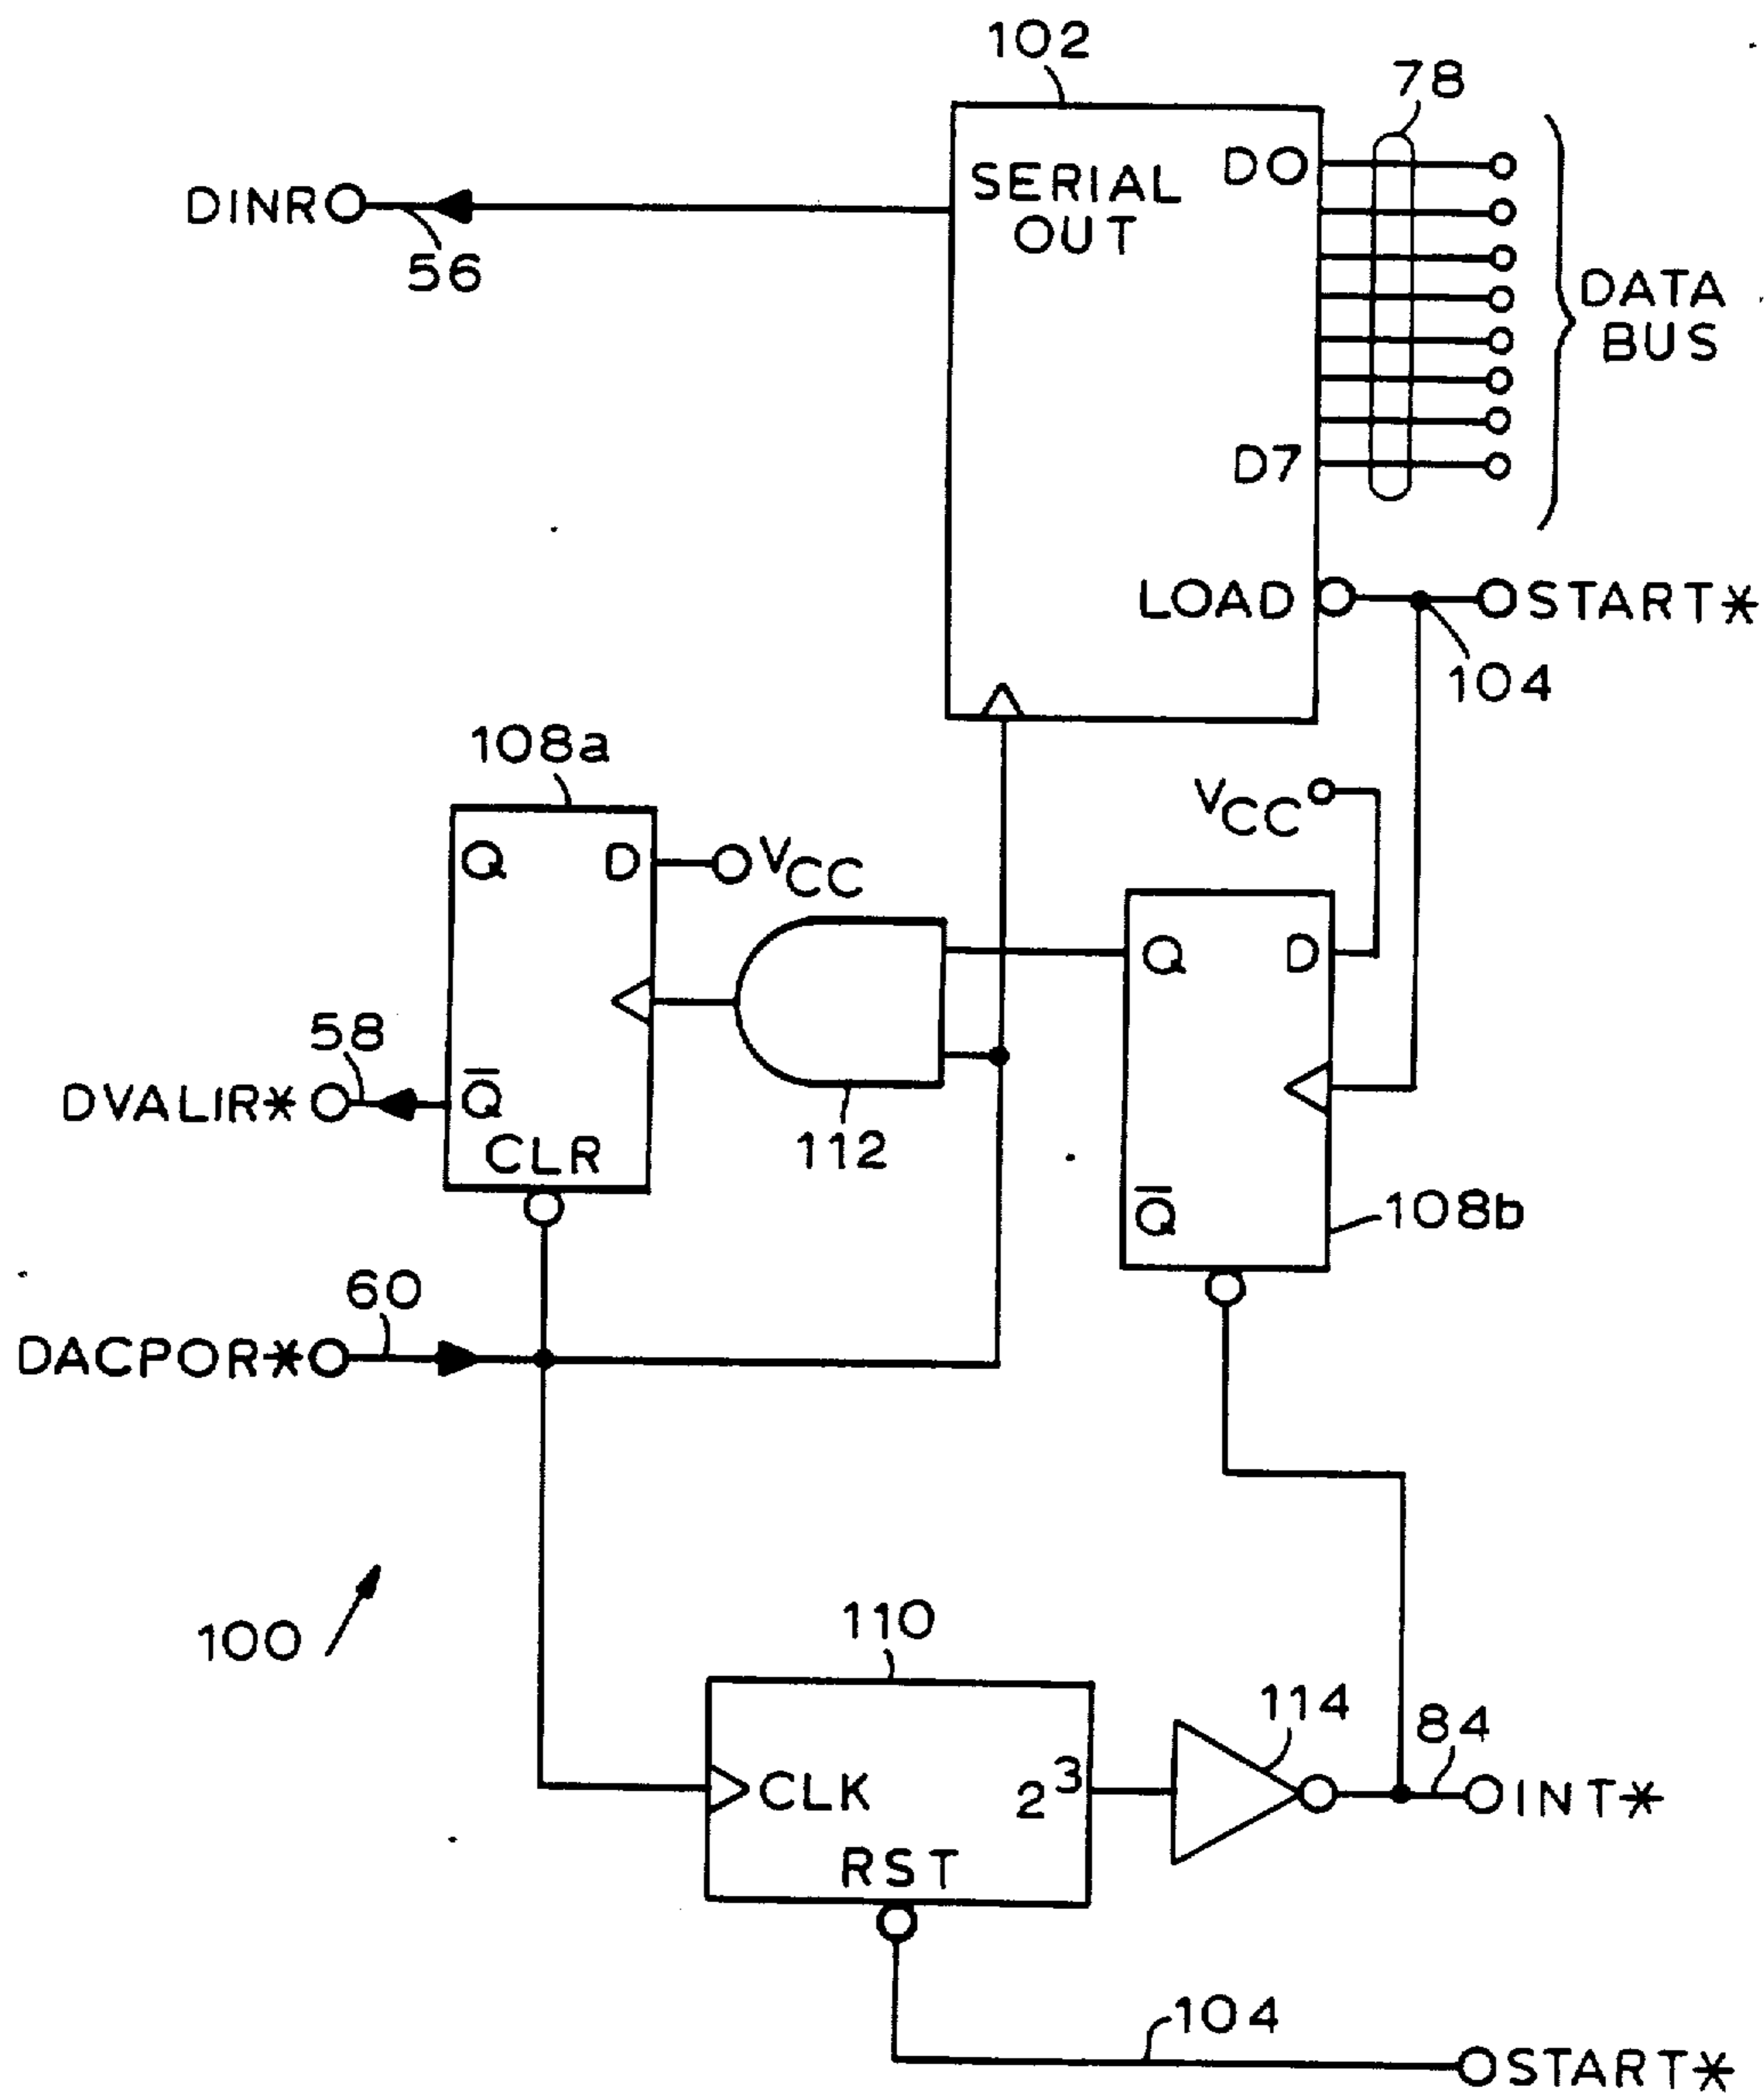 102
78
DO
SERIAL
OUT
DINR
56
DATA
BUS
D7
LOAD
START*
104
108a
VCC
Q D
VCC
Q D
58
DVALIR*
Q̅
CLR
112
Q̅
108b
60
DACPOR*
100
110
114
84
CLK
2³
INT*
RST
104
START*